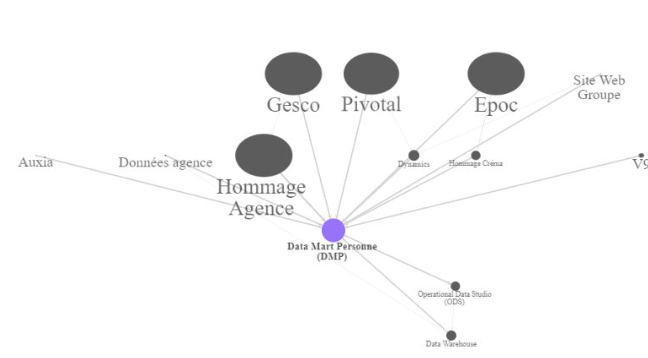 Site Web
Groupe
Gesco
Pivotal
Epoc
Auxia
Données agence
Dynamics
Hommage Crénia
V9
Hommage
Agence
Data Mart Personne
(DMP)
Operational Data Studio
(ODS)
Data Warehouse